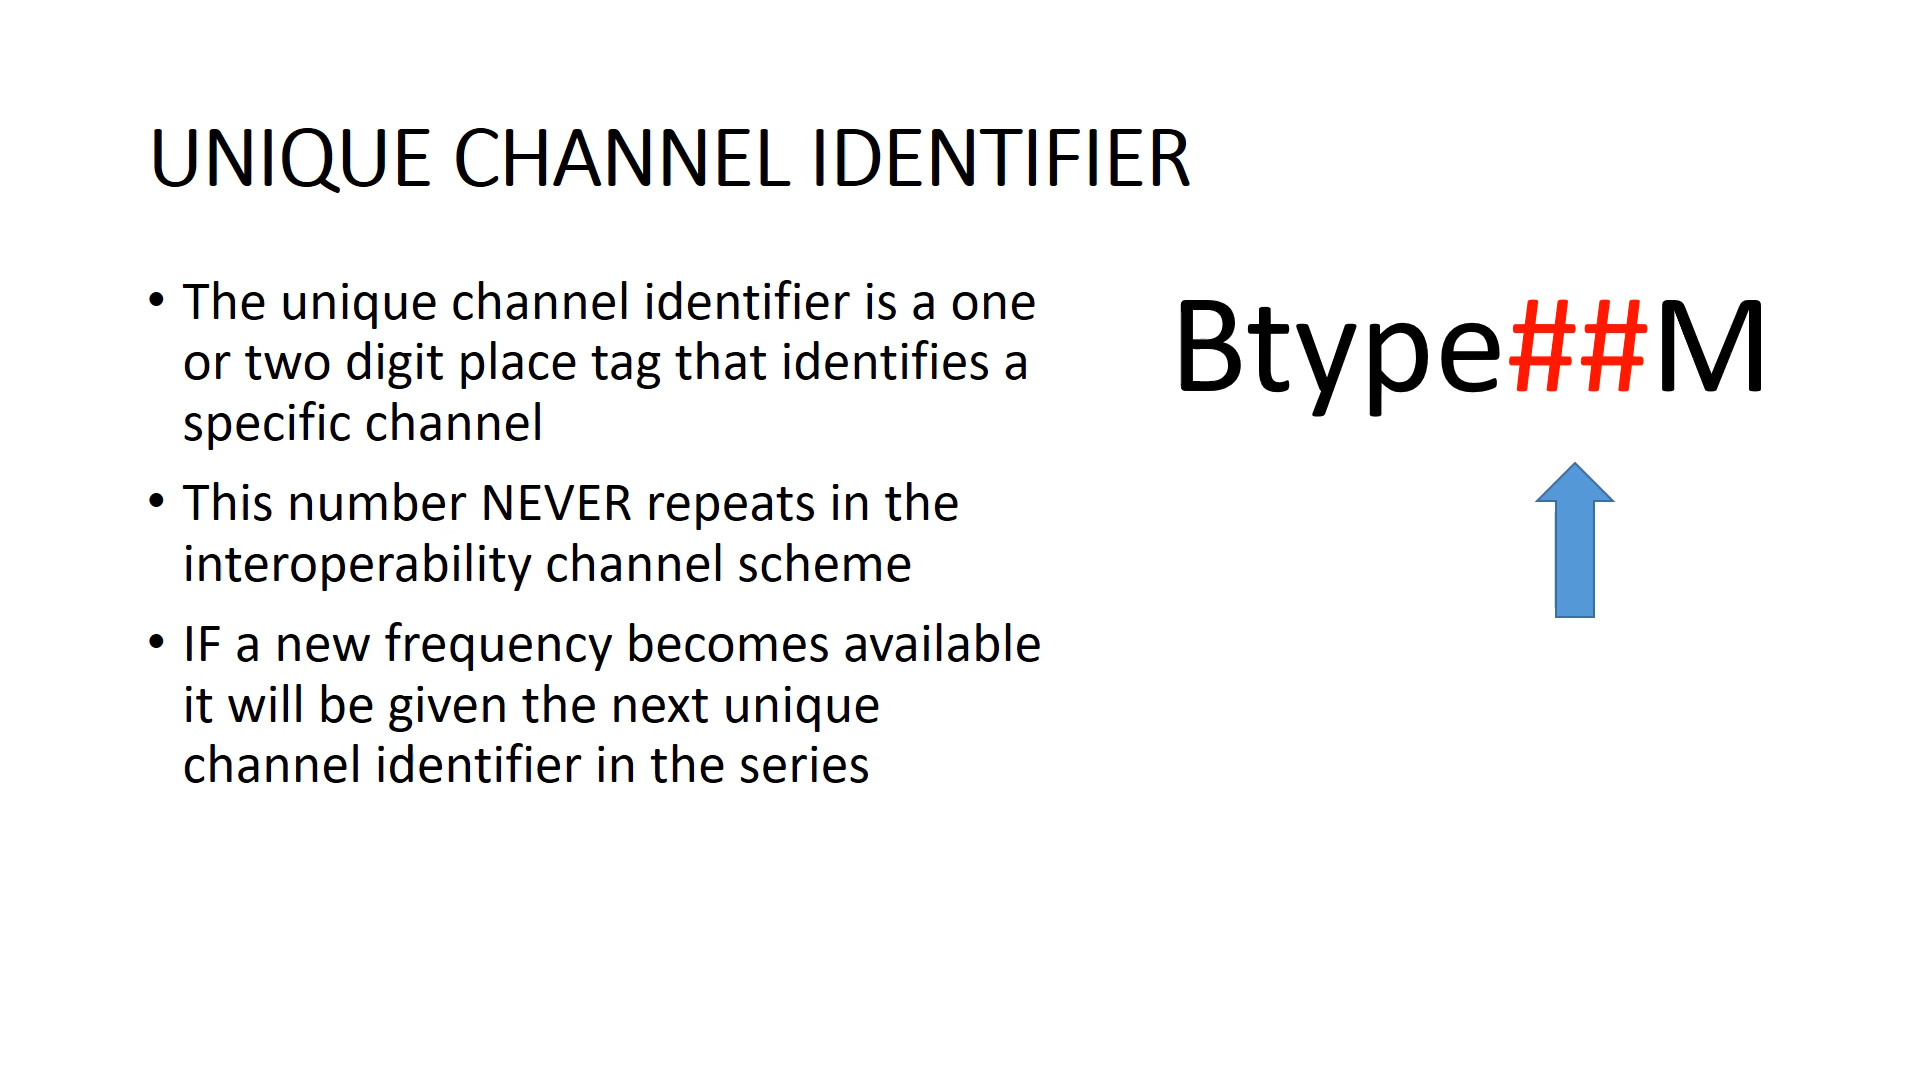 UNIQUE CHANNEL IDENTIFIER
• The unique channel identifier is a one
or two digit place tag that identifies a
specific channel
• This number NEVER repeats in the
interoperability channel scheme
• IF a new frequency becomes available
it will be given the next unique
channel identifier in the series
Btype##M